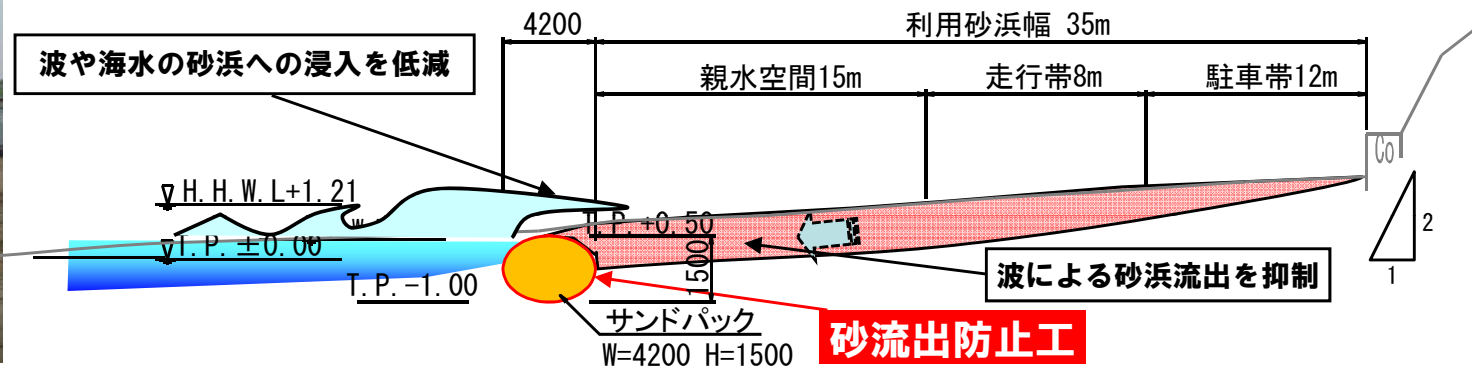 4200
利用砂浜幅 35m
波や海水の砂浜への浸入を低減
親水空間15m
走行帯8m
駐車帯12m
Co
H.H.W.L+1.21
T.P.+0.50
T.P.±0.00
2
1
1500
T.P.-1.00
波による砂浜流出を抑制
サンドパック
W=4200 H=1500
砂流出防止工